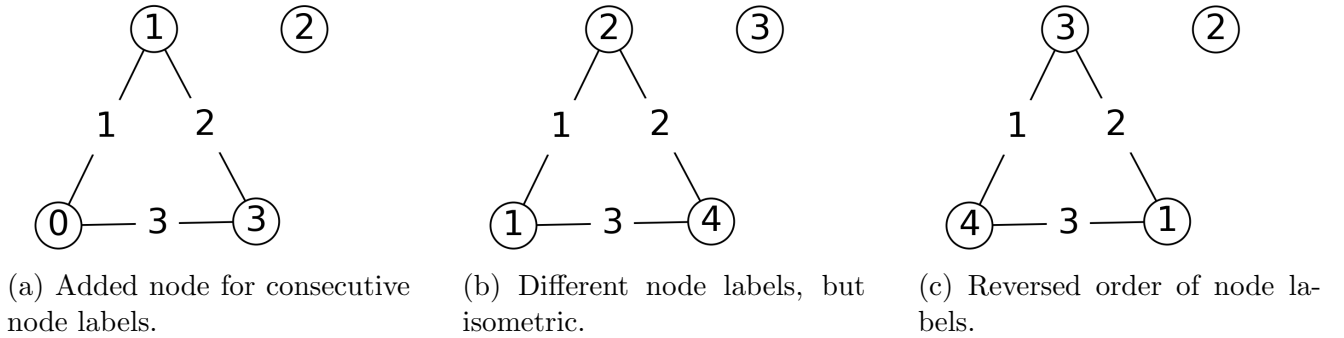 1 2 2 3 3 2
1 2 1 2 1 2
0 3 3 1 3 4 4 3 1
(a) Added node for consecutive
node labels.
(b) Different node labels, but
isometric.
(c) Reversed order of node la-
bels.